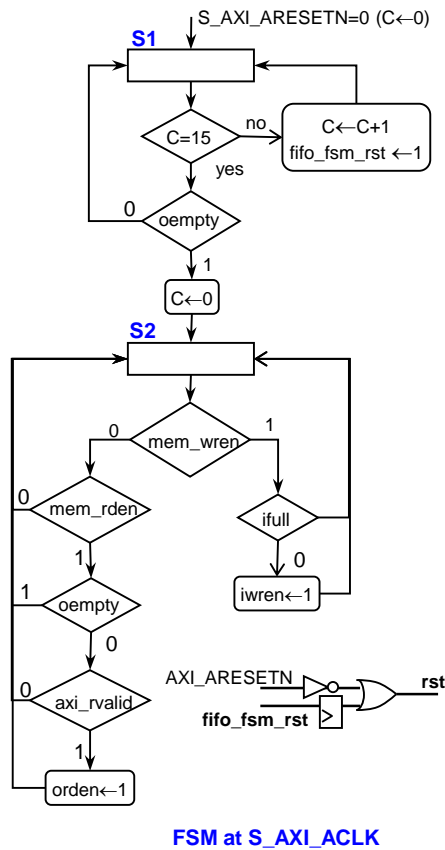 S_AXI_ARESETN=0 (C←0)
S1
C=15
no
C←C+1
fifo_fsm_rst ←1
yes
0
oempty
1
C←0
S2
0
mem_wren
1
0
mem_rden
ifull
1
0
1
oempty
iwren←1
0
0
axi_rvalid
AXI_ARESETN
rst
fifo_fsm_rst
1
orden←1
FSM at S_AXI_ACLK